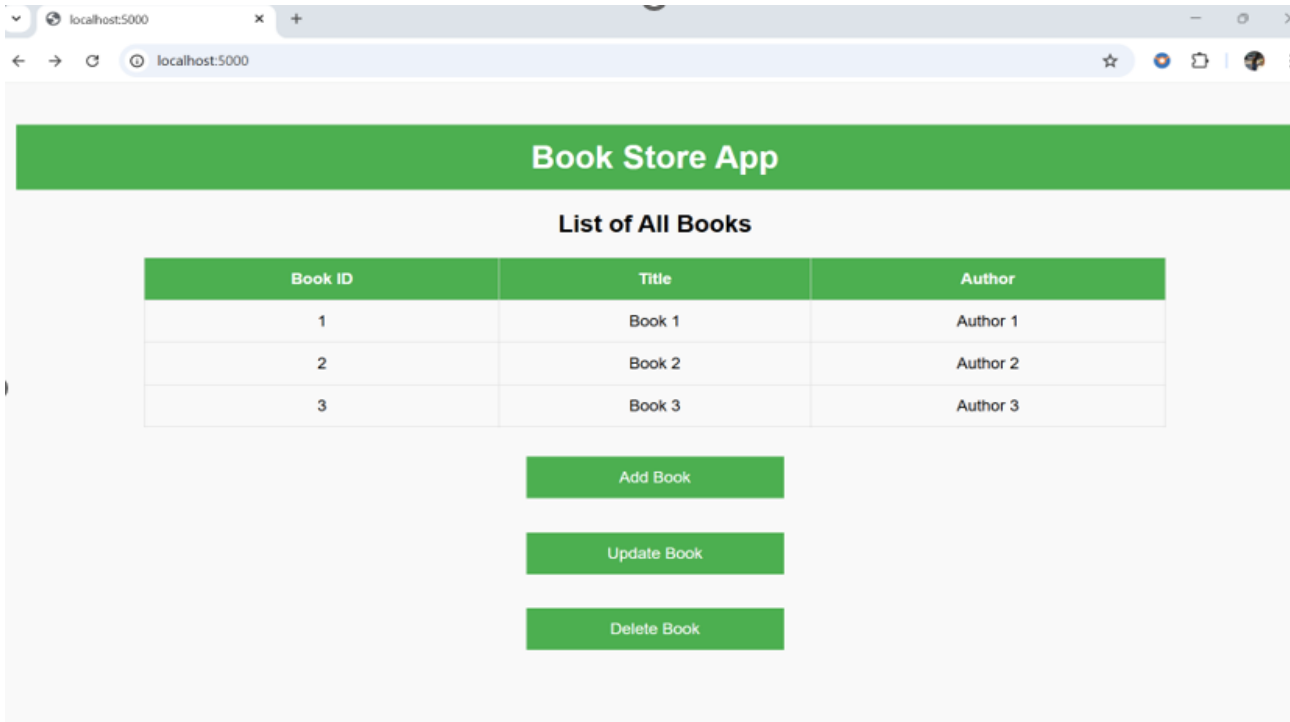 localhost:5000
localhost:5000
Book Store App
List of All Books
Book ID Title Author
1 Book 1 Author 1
2 Book 2 Author 2
3 Book 3 Author 3
Add Book
Update Book
Delete Book